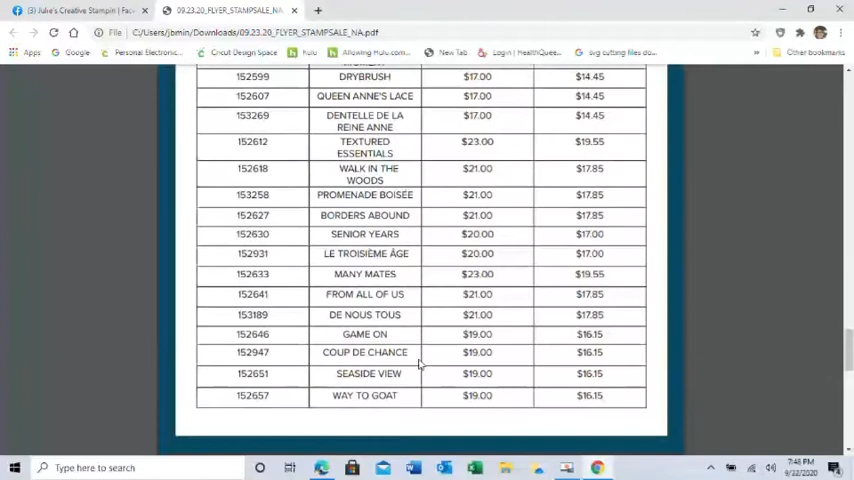 (3) Julie's Creative Stampin' | Fac
09.23.20_FLYER_STAMPSALE_NA.
File C:/Users/jbmin/Downloads/09.23.20_FLYER_STAMPSALE_NA.pdf
Apps Google Personal Electronic... Cricut Design Space Hulu Allowing Hulu.com... New Tab Login | HealthQuee... svg cutting files do... » Other bookmarks
152599 DRYBRUSH $17.00 $14.45
152607 QUEEN ANNE'S LACE $17.00 $14.45
153269 DENTELLE DE LA REINE ANNE $17.00 $14.45
152612 TEXTURED ESSENTIALS $23.00 $19.55
152618 WALK IN THE WOODS $21.00 $17.85
153258 PROMENADE BOISÉE $21.00 $17.85
152627 BORDERS ABOUND $21.00 $17.85
152630 SENIOR YEARS $20.00 $17.00
152931 LE TROISIÈME ÂGE $20.00 $17.00
152633 MANY MATES $23.00 $19.55
152641 FROM ALL OF US $21.00 $17.85
153189 DE NOUS TOUS $21.00 $17.85
152646 GAME ON $19.00 $16.15
152947 COUP DE CHANCE $19.00 $16.15
152651 SEASIDE VIEW $19.00 $16.15
152657 WAY TO GOAT $19.00 $16.15
Type here to search
7:48 PM
9/22/2020